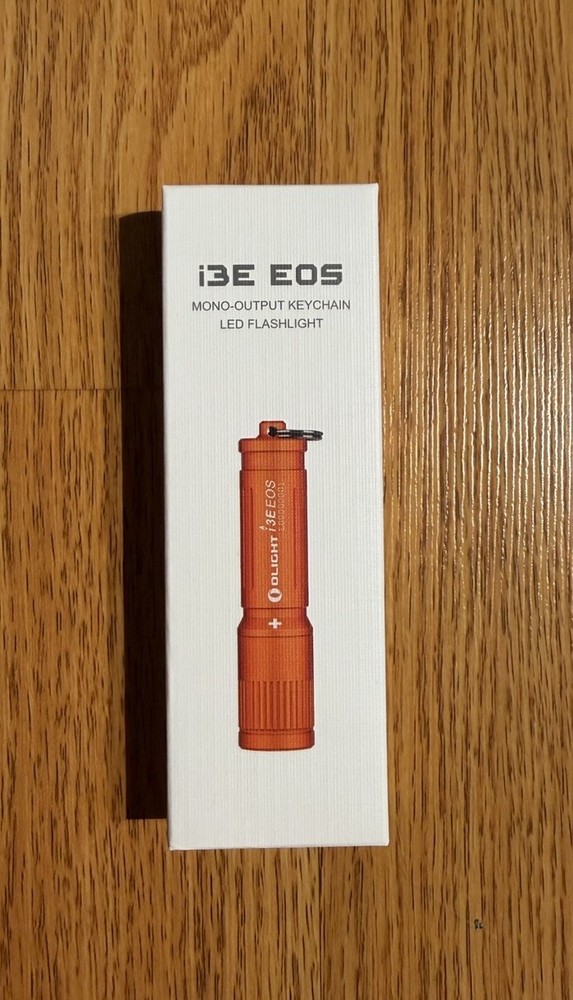 i3E EOS
MONO-OUTPUT KEYCHAIN
LED FLASHLIGHT
OLIGHT i3E EOS